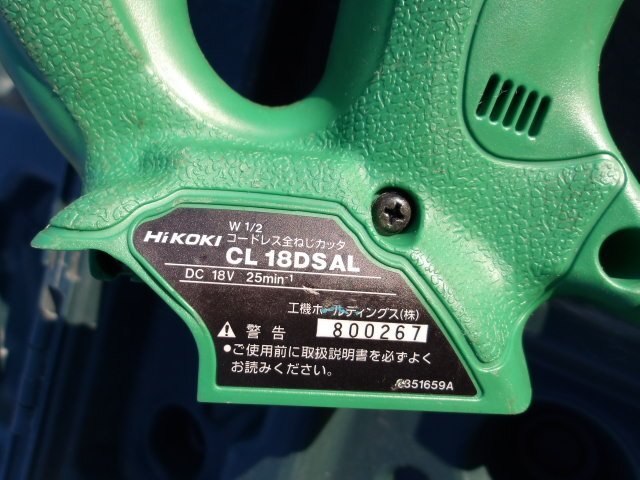 W 1/2
HiKOKI コードレス全ねじカッタ
CL 18DSAL
DC 18V 25min⁻¹
工機ホールディングス(株)
警告 800267
●ご使用前に取扱説明書を必ずよく
お読みください。
351659A